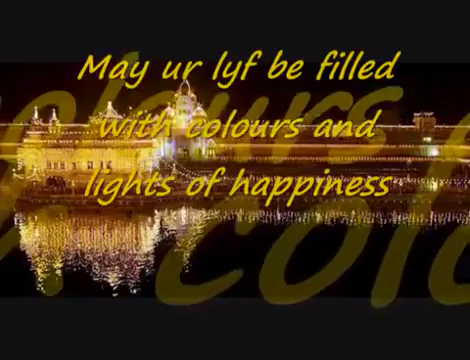 May ur lyf be filled
with colours and
lights of happiness